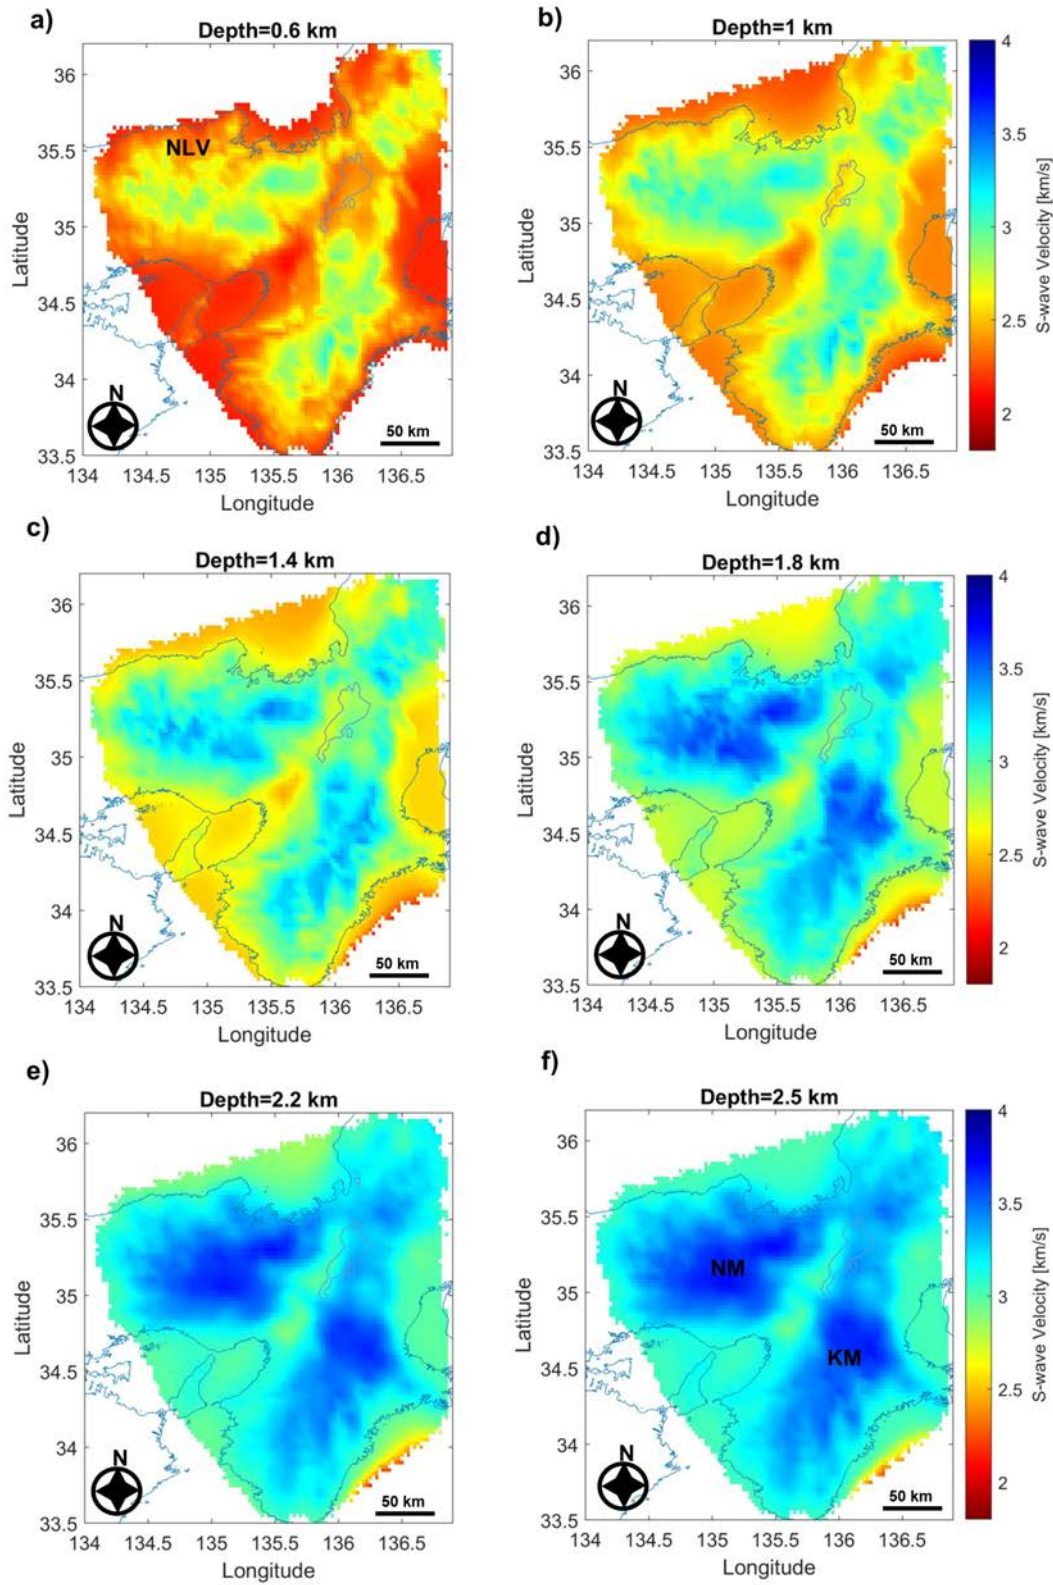 a)
Depth=0.6 km
36
35.5
35
34.5
34
33.5
Latitude
NLV
N
50 km
134 134.5 135 135.5 136 136.5
Longitude
b)
Depth=1 km
36
35.5
35
34.5
34
33.5
Latitude
N
50 km
134 134.5 135 135.5 136 136.5
Longitude
4
3.5
3
2.5
2
S-wave Velocity [km/s]
c)
Depth=1.4 km
36
35.5
35
34.5
34
33.5
Latitude
N
50 km
134 134.5 135 135.5 136 136.5
Longitude
d)
Depth=1.8 km
36
35.5
35
34.5
34
33.5
Latitude
N
50 km
134 134.5 135 135.5 136 136.5
Longitude
4
3.5
3
2.5
2
S-wave Velocity [km/s]
e)
Depth=2.2 km
36
35.5
35
34.5
34
33.5
Latitude
N
50 km
134 134.5 135 135.5 136 136.5
Longitude
f)
Depth=2.5 km
36
35.5
35
34.5
34
33.5
Latitude
NM
KM
N
50 km
134 134.5 135 135.5 136 136.5
Longitude
4
3.5
3
2.5
2
S-wave Velocity [km/s]